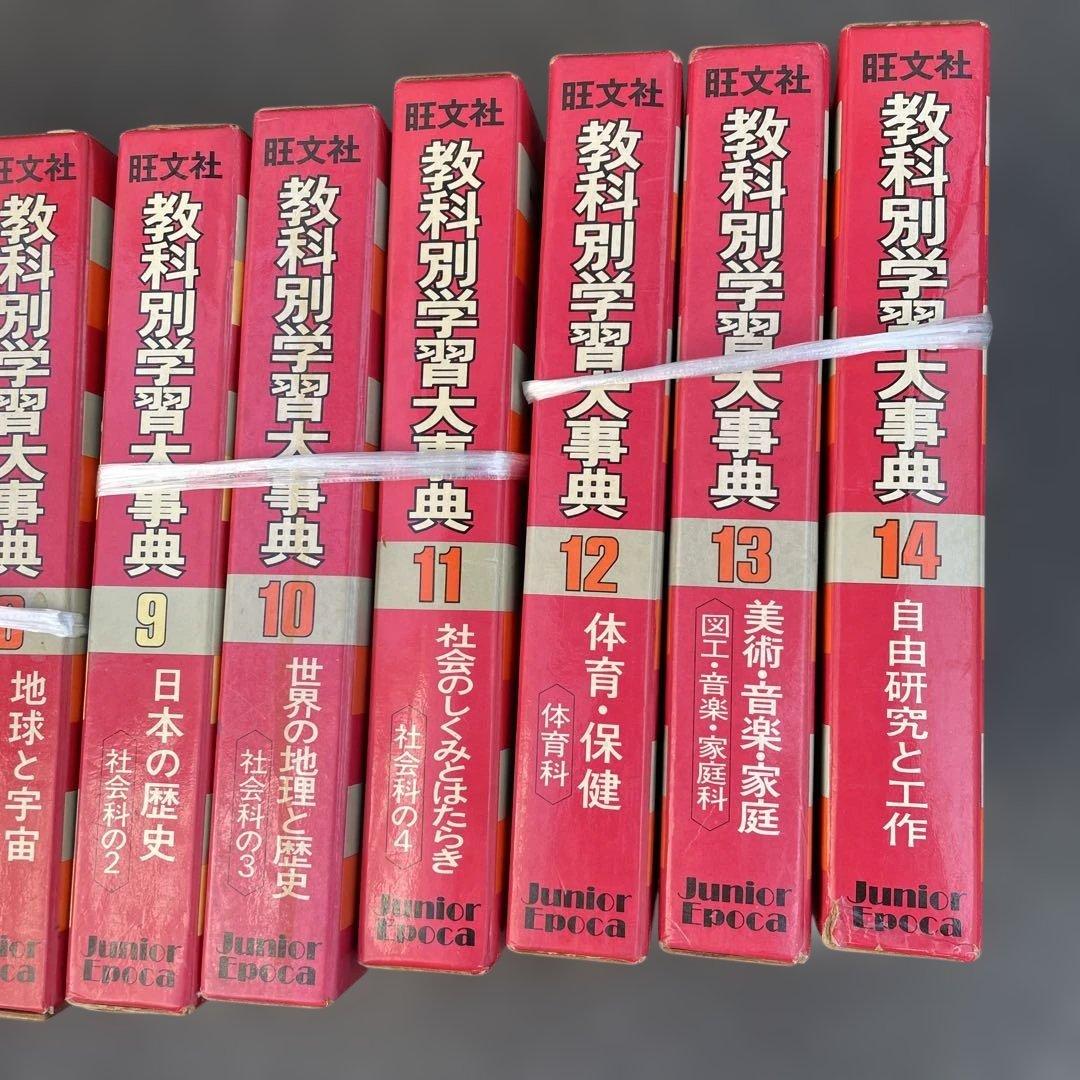 旺文社
教科別学習大事典
地球と宇宙
旺文社
教科別学習大事典
9
日本の歴史
社会科の2
Junior
Epoca
旺文社
教科別学習大事典
10
世界の地理と歴史
社会科の3
Junior
Epoca
旺文社
教科別学習大事典
11
社会のしくみとはたらき
社会科の4
Junior
Epoca
旺文社
教科別学習大事典
12
体育・保健
体育科
Junior
Epoca
旺文社
教科別学習大事典
13
美術・音楽・家庭
図工・音楽・家庭科
Junior
Epoca
旺文社
教科別学習大事典
14
自由研究と工作
Junior
Epoca